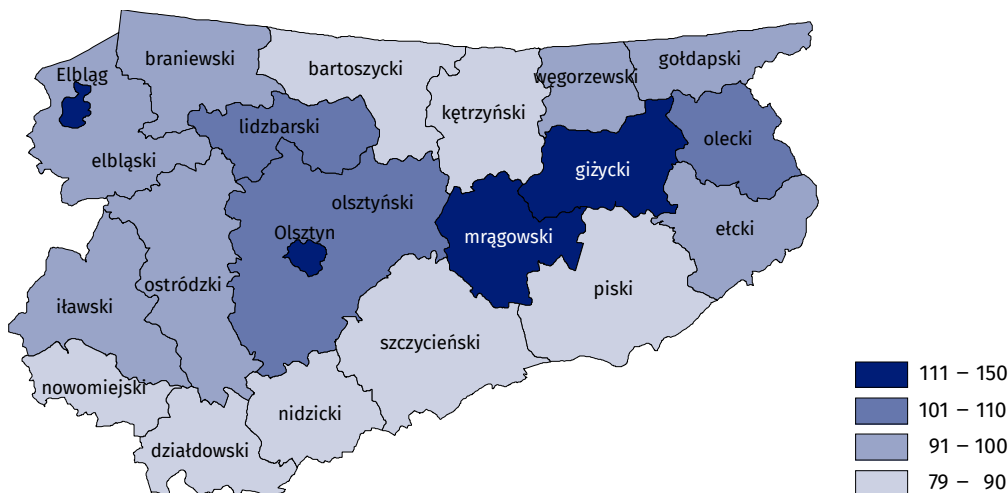 braniewski
gołdapski
Elbląg
bartoszycki
węgorzewski
kętrzyński
lidzbarski
olecki
elbląski
giżycki
olsztyński
ełcki
Olsztyn
mrągowski
ostródzki
piski
iławski
szczycieński
nowomiejski
nidzicki
działdowski
111 – 150
101 – 110
91 – 100
79 – 90